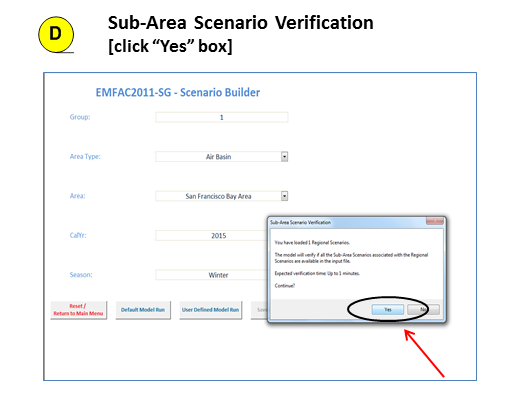 D
Sub-Area Scenario Verification
[click “Yes” box]
EMFAC2011-SG - Scenario Builder
Group: 1
Area Type: Air Basin
Area: San Francisco Bay Area
CalYr: 2015
Season: Winter
Sub-Area Scenario Verification
You have loaded 1 Regional Scenarios.
The model will verify if all the Sub-Area Scenarios associated with the Regional
Scenarios are available in the input file.
Expected verification time: Up to 1 minutes.
Continue?
Yes No
Reset /
Return to Main Menu
Default Model Run
User Defined Model Run